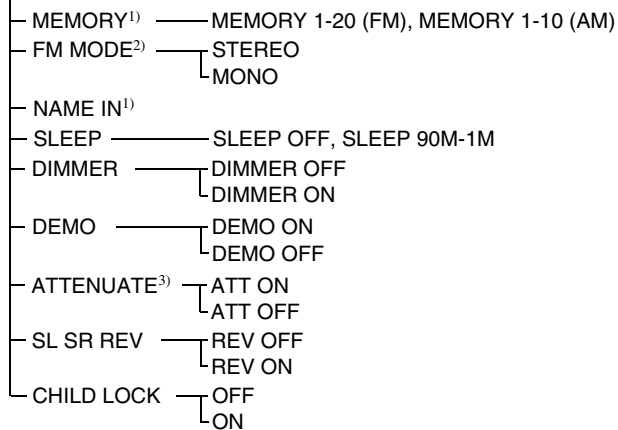 MEMORY1) MEMORY 1-20 (FM), MEMORY 1-10 (AM)
FM MODE2) STEREO
MONO
NAME IN1)
SLEEP SLEEP OFF, SLEEP 90M-1M
DIMMER DIMMER OFF
DIMMER ON
DEMO DEMO ON
DEMO OFF
ATTENUATE3) ATT ON
ATT OFF
SL SR REV REV OFF
REV ON
CHILD LOCK OFF
ON